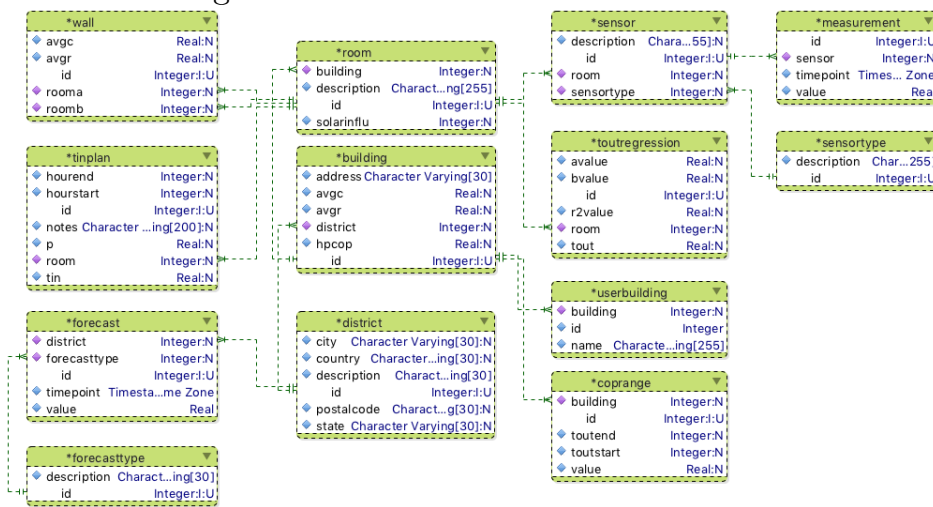 *wall
avgc Real:N
avgr Real:N
id Integer:I:U
rooma Integer:N
roomb Integer:N
*tinplan
hourend Integer:N
hourstart Integer:N
id Integer:I:U
notes Character ...ing[200]:N
p Real:N
room Integer:N
tin Real:N
*forecast
district Integer:N
forecasttype Integer:N
id Integer:I:U
timepoint Timesta...me Zone
value Real
*forecasttype
description Charact...ing[30]
id Integer:I:U
*room
building Integer:N
description Charact...ng[255]
id Integer:I:U
solarinflu Integer:N
*building
address Character Varying[30]
avgc Real:N
avgr Real:N
district Integer:N
hpcop Real:N
id Integer:I:U
*district
city Character Varying[30]:N
country Character...ing[30]:N
description Charact...ing[30]
id Integer:I:U
postalcode Charact...g[30]:N
state Character Varying[30]:N
*sensor
description Chara...55]:N
id Integer:I:U
room Integer:N
sensortype Integer:N
*toutregression
avalue Real:N
bvalue Real:N
id Integer:I:U
r2value Real:N
room Integer:N
tout Real:N
*userbuilding
building Integer:N
id Integer
name Characte...ing[255]
*coprange
building Integer:N
id Integer:I:U
toutend Integer:N
toutstart Integer:N
value Real:N
*measurement
id Integer:I:U
sensor Integer:N
timepoint Times... Zone
value Real
*sensortype
description Char...255]
id Integer:I:U